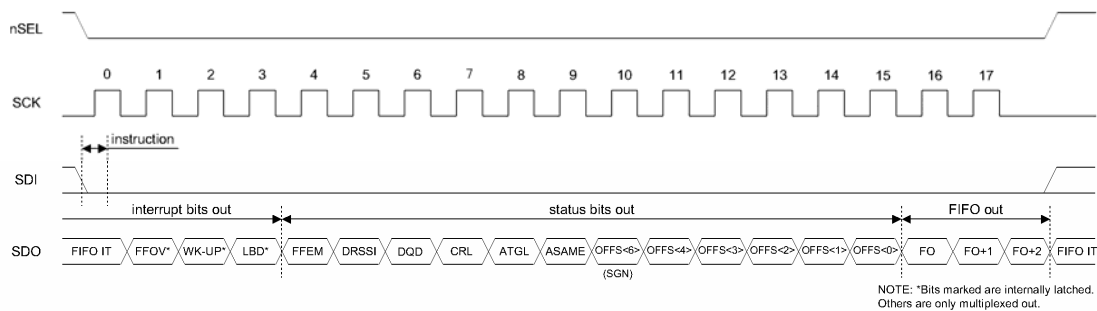 nSEL
0 1 2 3 4 5 6 7 8 9 10 11 12 13 14 15 16 17
SCK
instruction
SDI
interrupt bits out status bits out FIFO out
SDO FIFO IT FFOV* WK-UP* LBD* FFEM DRSSI DQD CRL ATGL ASAME OFFS<6> OFFS<4> OFFS<3> OFFS<2> OFFS<1> OFFS<0> FO FO+1 FO+2 FIFO IT
(SGN)
NOTE: *Bits marked are internally latched.
Others are only multiplexed out.